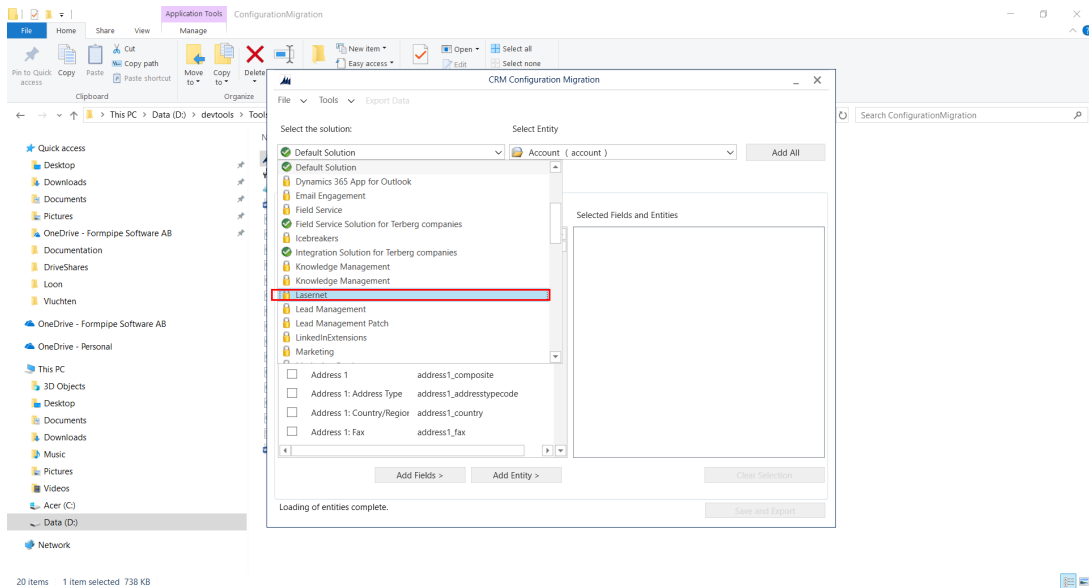 Application Tools ConfigurationMigration
File Home Share View Manage
Pin to Quick access
Copy
Paste
Cut
Copy path
Paste shortcut
Move to
Copy to
Delete
New item
Easy access
Open
Edit
Select all
Select none
Clipboard
Organize
This PC > Data (D:) > devtools >
Search ConfigurationMigration
Quick access
Desktop
Downloads
Documents
Pictures
OneDrive - Formpipe Software AB
Documentation
DriveShares
Loon
Vluchten
OneDrive - Formpipe Software AB
OneDrive - Personal
This PC
3D Objects
Desktop
Documents
Downloads
Music
Pictures
Videos
Acer (C:)
Data (D:)
Network
20 items 1 item selected 738 KB
CRM Configuration Migration
File Tools Export Data
Select the solution: Select Entity
Default Solution Account ( account ) Add All
Default Solution
Dynamics 365 App for Outlook
Email Engagement
Field Service
Field Service Solution for Terberg companies
Icebreakers
Integration Solution for Terberg companies
Knowledge Management
Knowledge Management
Lasernet
Lead Management
Lead Management Patch
LinkedInExtensions
Marketing
Selected Fields and Entities
Address 1 address1_composite
Address 1: Address Type address1_addresstypecode
Address 1: Country/Region address1_country
Address 1: Fax address1_fax
Add Fields > Add Entity > Clear Selection
Loading of entities complete. Save and Export